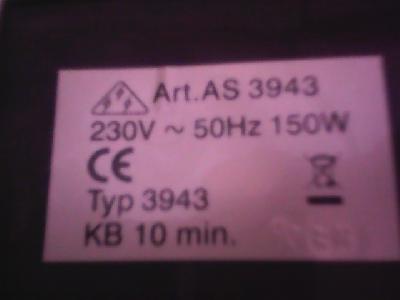 Art.AS 3943
230V ~ 50Hz 150W
CE
Typ 3943
KB 10 min.